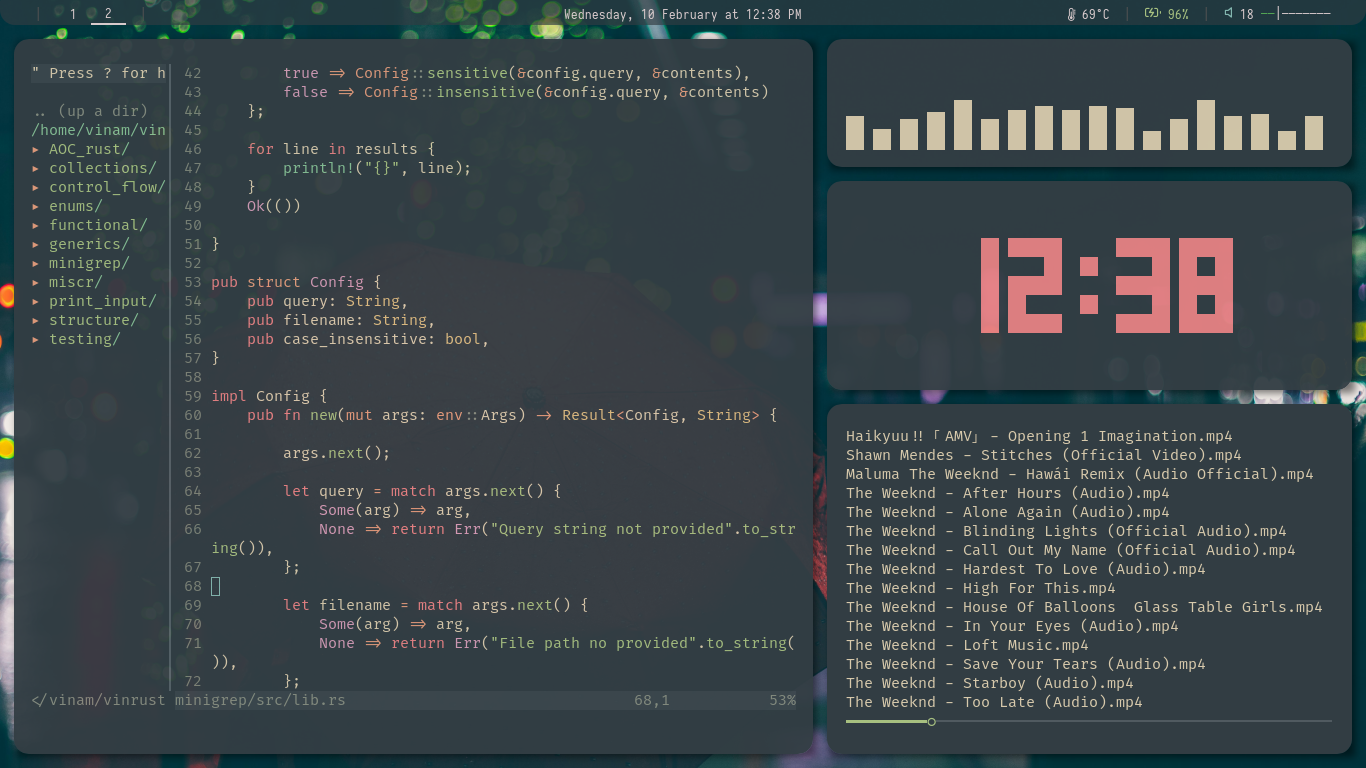 1 2 Wednesday, 10 February at 12:38 PM 69°C 96% 18
" Press ? for h
.. (up a dir)
/home/vinam/vin
▸ AOC_rust/
▸ collections/
▸ control_flow/
▸ enums/
▸ functional/
▸ generics/
▸ minigrep/
▸ miscr/
▸ print_input/
▸ structure/
▸ testing/
</vinam/vinrust
42 true => Config::sensitive(&config.query, &contents),
43 false => Config::insensitive(&config.query, &contents)
44 };
45
46 for line in results {
47 println!("{}", line);
48 }
49 Ok(())
50
51 }
52
53 pub struct Config {
54 pub query: String,
55 pub filename: String,
56 pub case_insensitive: bool,
57 }
58
59 impl Config {
60 pub fn new(mut args: env::Args) -> Result<Config, String> {
61
62 args.next();
63
64 let query = match args.next() {
65 Some(arg) => arg,
66 None => return Err("Query string not provided".to_str
ing()),
67 };
68
69 let filename = match args.next() {
70 Some(arg) => arg,
71 None => return Err("File path no provided".to_string(
)),
72 };
minigrep/src/lib.rs 68,1 53%
12:38
Haikyuu!!「AMV」- Opening 1 Imagination.mp4
Shawn Mendes - Stitches (Official Video).mp4
Maluma The Weeknd - Hawái Remix (Audio Official).mp4
The Weeknd - After Hours (Audio).mp4
The Weeknd - Alone Again (Audio).mp4
The Weeknd - Blinding Lights (Official Audio).mp4
The Weeknd - Call Out My Name (Official Audio).mp4
The Weeknd - Hardest To Love (Audio).mp4
The Weeknd - High For This.mp4
The Weeknd - House Of Balloons  Glass Table Girls.mp4
The Weeknd - In Your Eyes (Audio).mp4
The Weeknd - Loft Music.mp4
The Weeknd - Save Your Tears (Audio).mp4
The Weeknd - Starboy (Audio).mp4
The Weeknd - Too Late (Audio).mp4